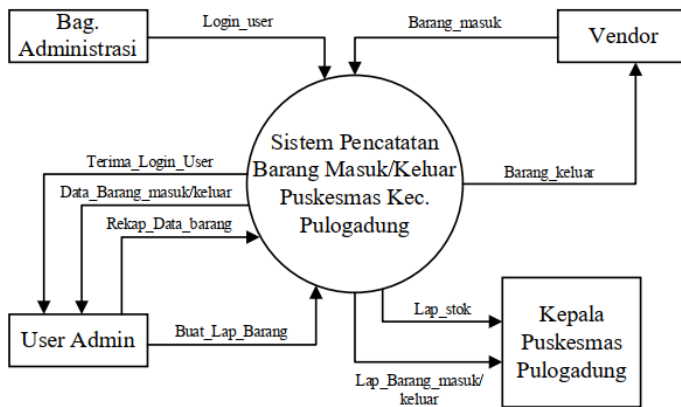 Bag.
Administrasi
Login_user
Barang_masuk
Vendor
Sistem Pencatatan
Barang Masuk/Keluar
Puskesmas Kec.
Pulogadung
Terima_Login_User
Data_Barang_masuk/keluar
Rekap_Data_barang
Barang_keluar
User Admin
Buat_Lap_Barang
Lap_stok
Lap_Barang_masuk/
keluar
Kepala
Puskesmas
Pulogadung